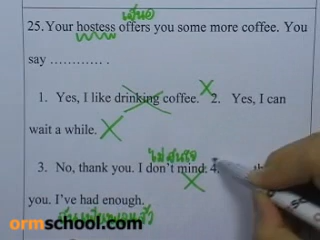 เสนอ
25. Your hostess offers you some more coffee. You
say ………… .
1. Yes, I like drinking coffee. 2. Yes, I can
wait a while.
ไม่สนใจ
3. No, thank you. I don't mind. 4.
you. I've had enough.
ormschool.com